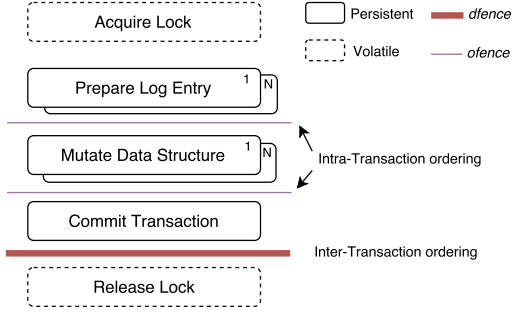 Acquire Lock
Persistent
dfence
Volatile
ofence
Prepare Log Entry
1
N
Mutate Data Structure
1
N
Intra-Transaction ordering
Commit Transaction
Inter-Transaction ordering
Release Lock